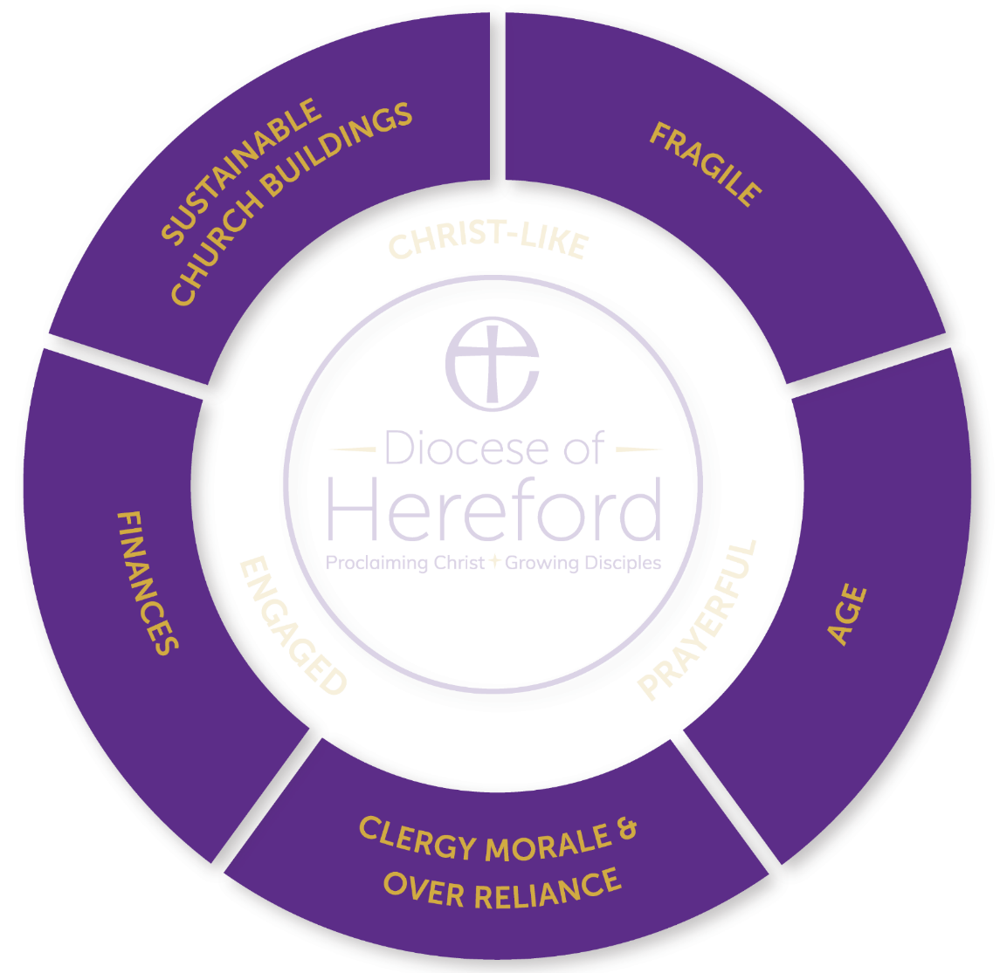 SUSTAINABLE
CHURCH BUILDINGS
FRAGILE
CHRIST-LIKE
Diocese of
Hereford
Proclaiming Christ + Growing Disciples
FINANCES
ENGAGED
PRAYERFUL
AGE
CLERGY MORALE &
OVER RELIANCE